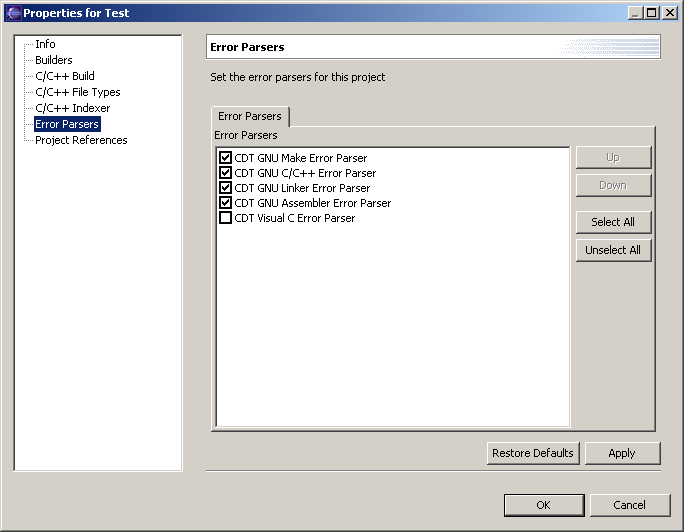 Properties for Test
Info
Builders
C/C++ Build
C/C++ File Types
C/C++ Indexer
Error Parsers
Project References
Error Parsers
Set the error parsers for this project
Error Parsers
Error Parsers
CDT GNU Make Error Parser
CDT GNU C/C++ Error Parser
CDT GNU Linker Error Parser
CDT GNU Assembler Error Parser
CDT Visual C Error Parser
Up
Down
Select All
Unselect All
Restore Defaults
Apply
OK
Cancel